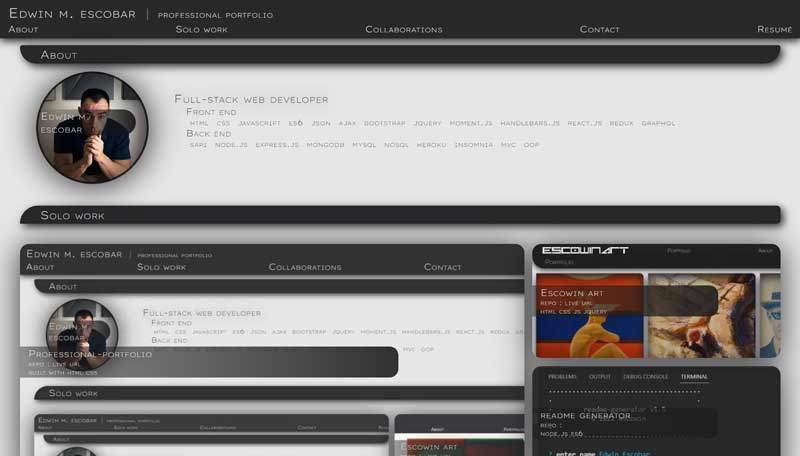 Edwin M. Escobar | professional portfolio
About Solo work Collaborations Contact Résumé
About
Edwin M. Escobar
Full-stack web developer
Front end
HTML CSS JavaScript ES6 JSON AJAX Bootstrap jQuery Moment.js Handlebars.js React.js Redux GraphQL
Back end
SAPI Node.js Express.js MongoDB MySQL NoSQL Heroku Insomnia MVC OOP
Solo work
Edwin M. Escobar | professional portfolio
About Solo work Collaborations Contact
About
Edwin M. Escobar
Full-stack web developer
Front end
HTML CSS JavaScript ES6 JSON AJAX Bootstrap jQuery Moment.js Handlebars.js React.js Redux
Back end
MVC OOP
Professional-portfolio
repo : live url
built with HTML CSS
Solo work
Edwin M. Escobar | professional portfolio
About Solo work Collaborations Contact
About
About Portfolio
Escowin art
ESCOWINART Portfolio About
Portfolio
Escowin art
repo : live url
HTML CSS JS jQuery
PROBLEMS OUTPUT DEBUG CONSOLE TERMINAL
readme-generator v1.5
README generator
repo :
Node.js ES6
> enter name Edwin Escobar